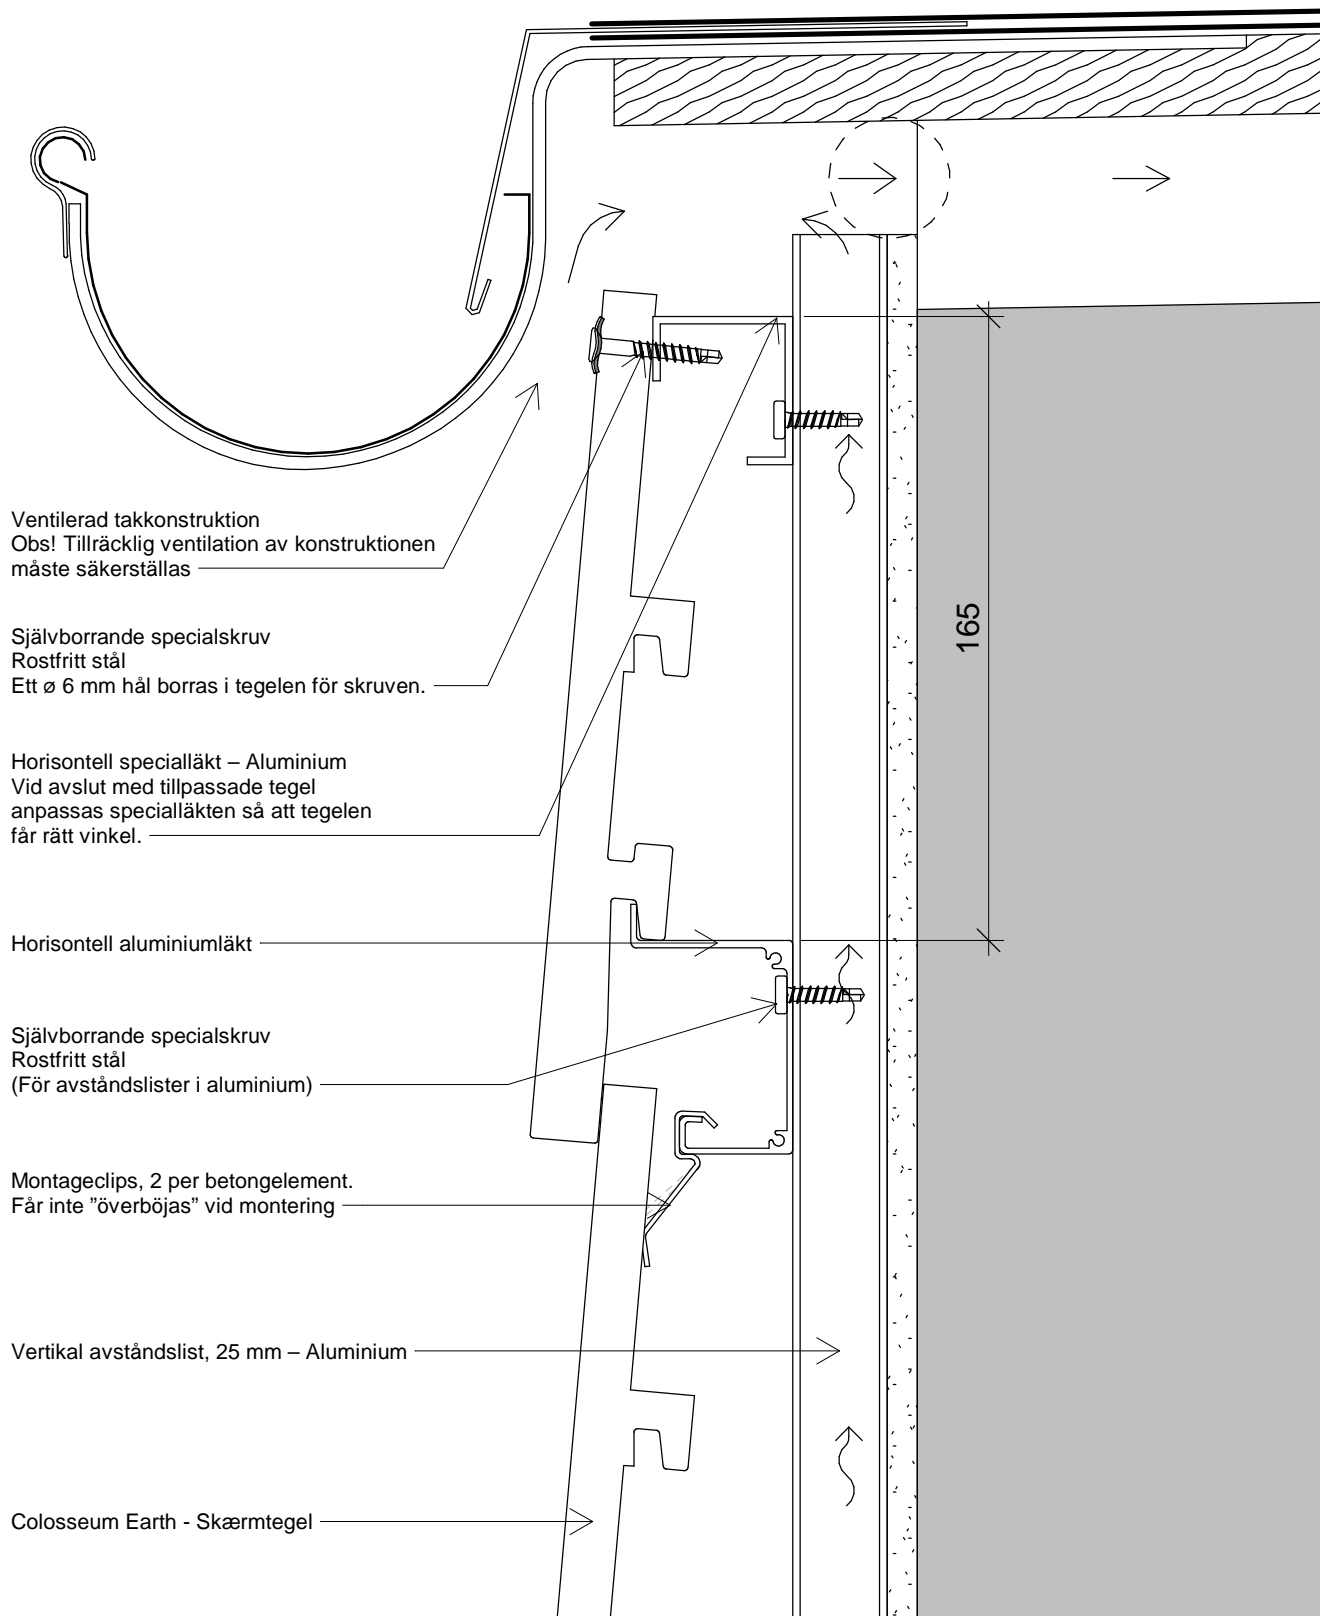 Ventilerad takkonstruktion
Obs! Tillräcklig ventilation av konstruktionen
måste säkerställas
Självborrande specialskruv
Rostfritt stål
Ett ø 6 mm hål borras i tegelen för skruven.
Horisontell specialläkt – Aluminium
Vid avslut med tillpassade tegel
anpassas specialläkten så att tegelen
får rätt vinkel.
Horisontell aluminiumläkt
Självborrande specialskruv
Rostfritt stål
(För avståndslister i aluminium)
Montageclips, 2 per betongelement.
Får inte ”överböjas” vid montering
Vertikal avståndslist, 25 mm – Aluminium
Colosseum Earth - Skærmtegel
165